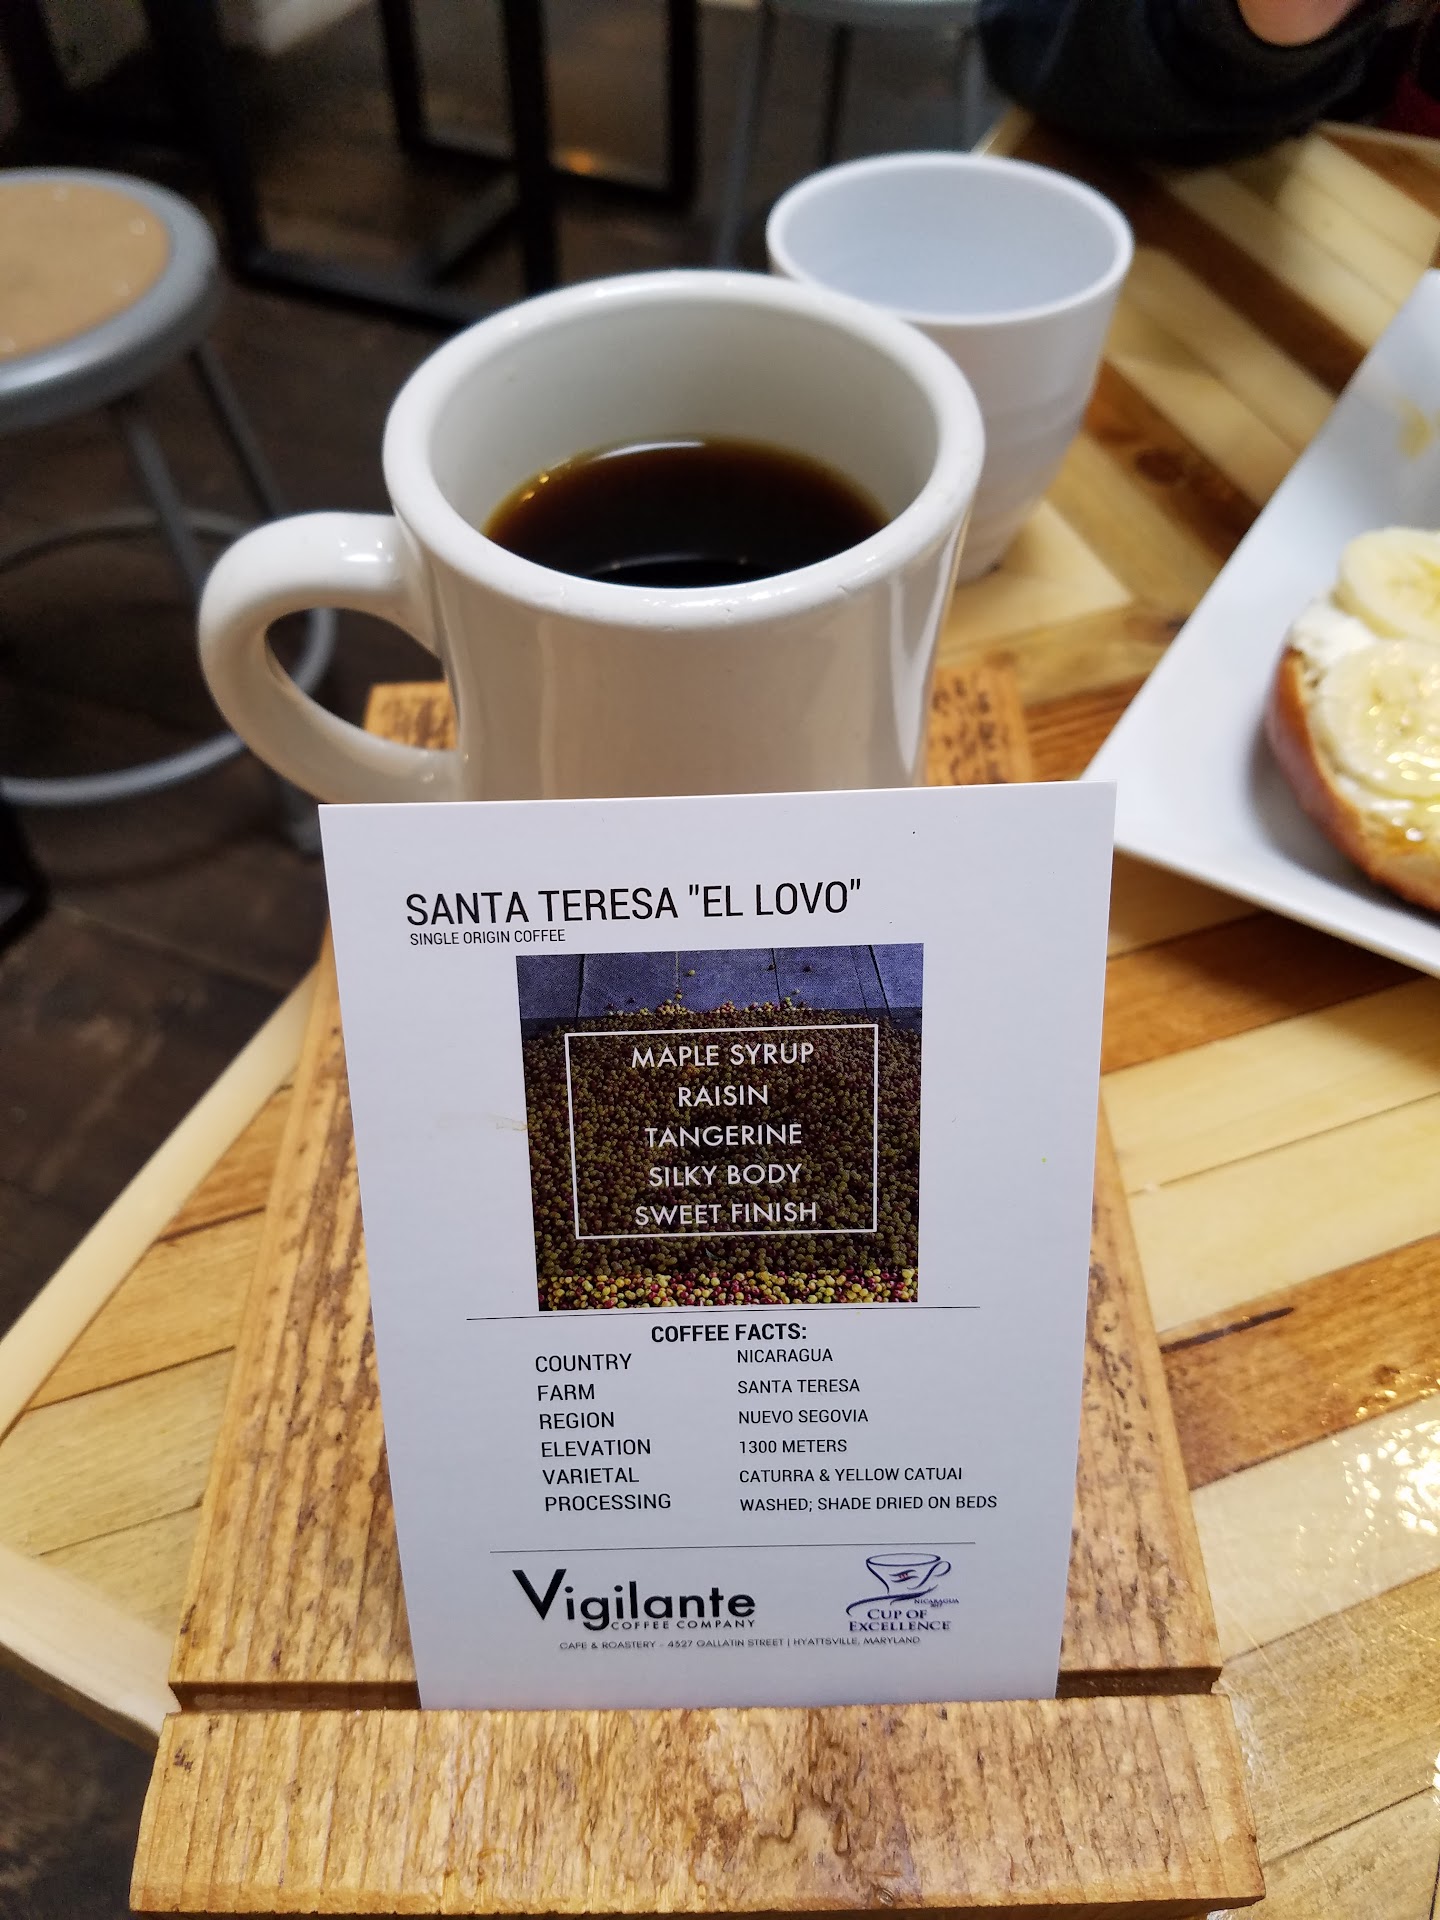 SANTA TERESA "EL LOVO"
SINGLE ORIGIN COFFEE
MAPLE SYRUP
RAISIN
TANGERINE
SILKY BODY
SWEET FINISH
COFFEE FACTS:
COUNTRY NICARAGUA
FARM SANTA TERESA
REGION NUEVO SEGOVIA
ELEVATION 1300 METERS
VARIETAL CATURRA & YELLOW CATUAI
PROCESSING WASHED; SHADE DRIED ON BEDS
Vigilante
COFFEE COMPANY
NICARAGUA
CUP OF
EXCELLENCE
CAFE & ROASTERY - 4527 GALLATIN STREET | HYATTSVILLE, MARYLAND